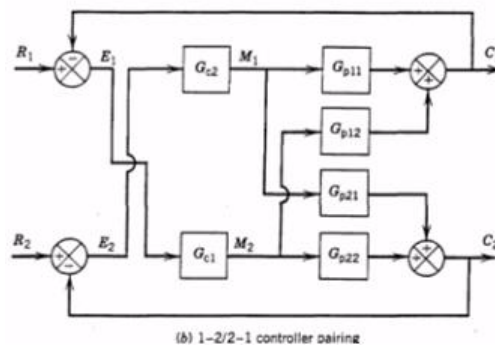 R1 E1 Gc2 M1 Gp11 C
Gp12
Gp21
R2 E2 Gc1 M2 Gp22 C2
(b) 1-2/2-1 controller pairing